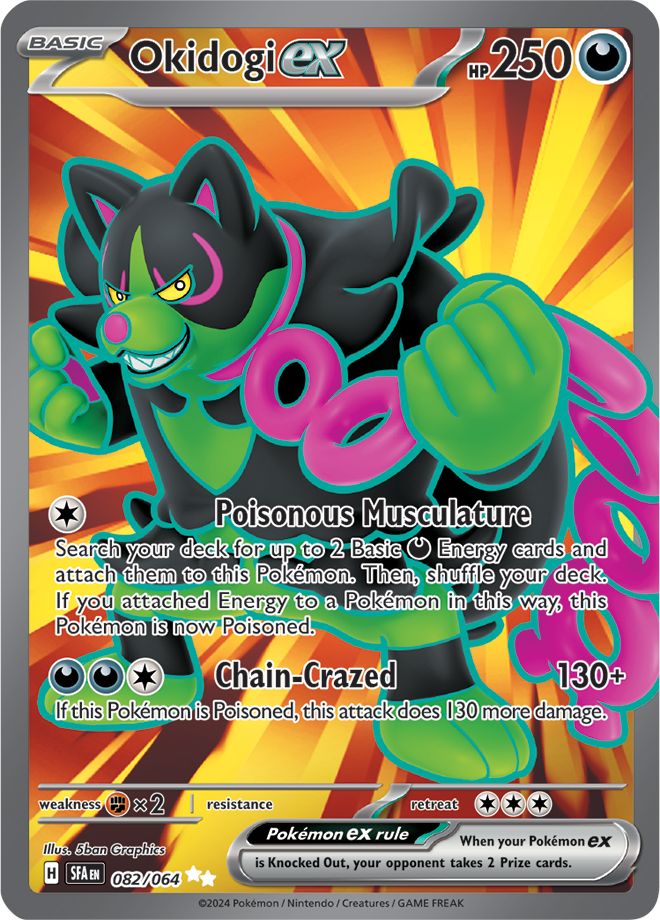 BASIC Okidogi ex HP 250
Poisonous Musculature
Search your deck for up to 2 Basic Energy cards and
attach them to this Pokémon. Then, shuffle your deck.
If you attached Energy to a Pokémon in this way, this
Pokémon is now Poisoned.
Chain-Crazed 130+
If this Pokémon is Poisoned, this attack does 130 more damage.
weakness ×2 resistance retreat
Illus. 5ban Graphics
Pokémon ex rule When your Pokémon ex
is Knocked Out, your opponent takes 2 Prize cards.
H SFA EN 082/064
©2024 Pokémon / Nintendo / Creatures / GAME FREAK